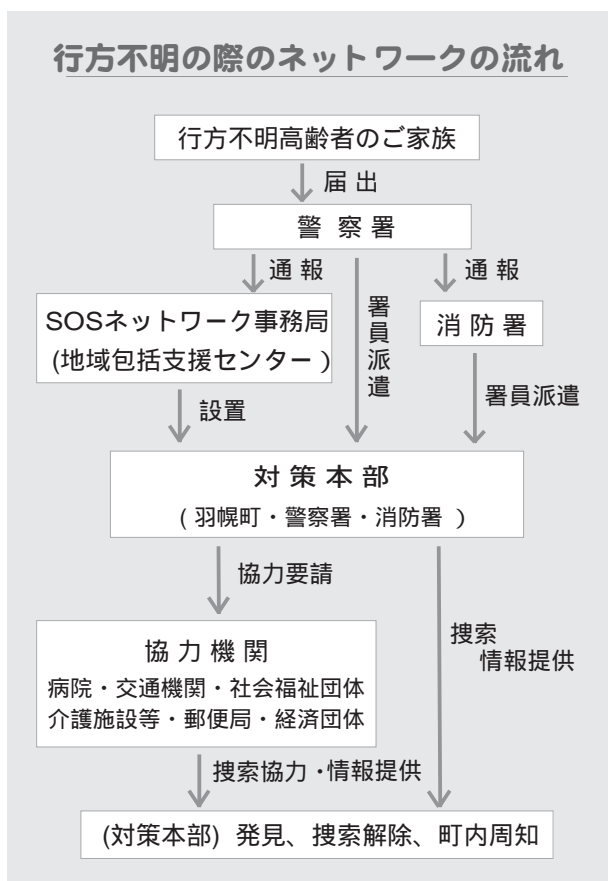 行方不明の際のネットワークの流れ
行方不明高齢者のご家族
届出
警察署
通報
署員派遣
通報
SOSネットワーク事務局
(地域包括支援センター)
消防署
設置
署員派遣
対策本部
(羽幌町・警察署・消防署)
協力要請
捜索
情報提供
協力機関
病院・交通機関・社会福祉団体
介護施設等・郵便局・経済団体
捜索協力・情報提供
(対策本部) 発見、捜索解除、町内周知